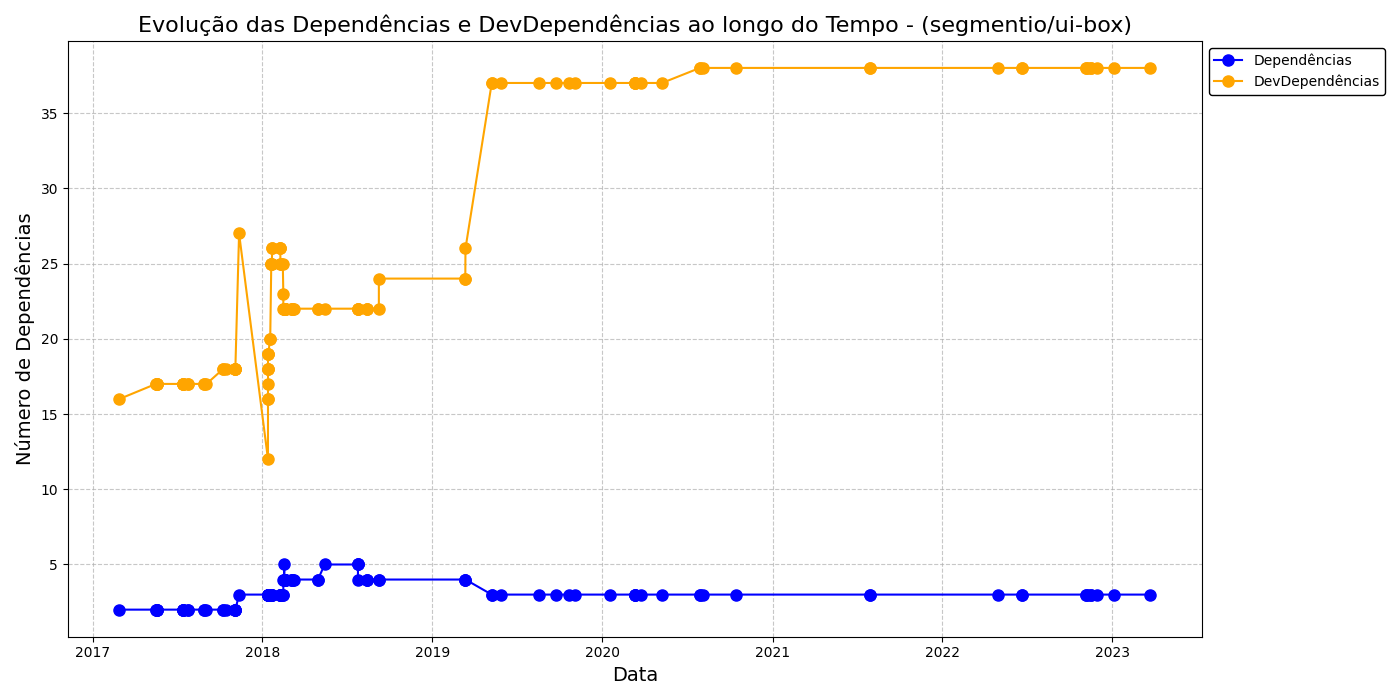 Evolução das Dependências e DevDependências ao longo do Tempo - (segmentio/ui-box)
Dependências
DevDependências
Número de Dependências
35
30
25
20
15
10
5
2017 2018 2019 2020 2021 2022 2023
Data